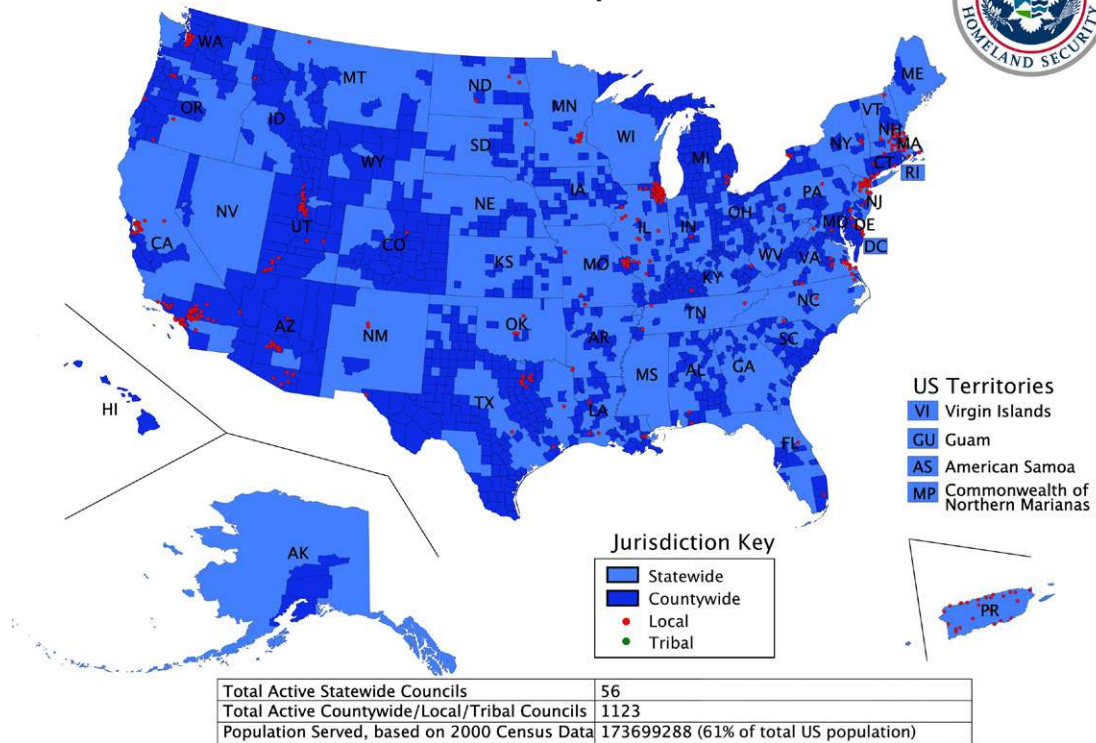 HOMELAND SECURITY
WA
MT
ND
MN
ME
VT
NH
OR
ID
SD
WI
NY
MA
WY
MI
CT
RI
IA
PA
NV
NE
OH
NJ
UT
CO
IL
IN
MD
DE
CA
DC
KS
MO
WV
VA
KY
AZ
NM
OK
TN
NC
AR
SC
MS
AL
GA
TX
LA
FL
HI
AK
US Territories
VI Virgin Islands
GU Guam
AS American Samoa
MP Commonwealth of
Northern Marianas
Jurisdiction Key
Statewide
Countywide
Local
Tribal
PR
Total Active Statewide Councils 56
Total Active Countywide/Local/Tribal Councils 1123
Population Served, based on 2000 Census Data 173699288 (61% of total US population)